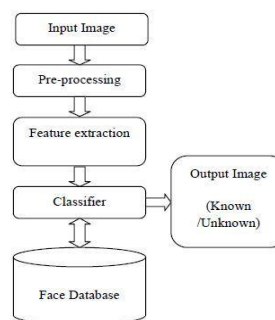 Input Image
Pre-processing
Feature extraction
Classifier
Output Image
(Known
/Unknown)
Face Database